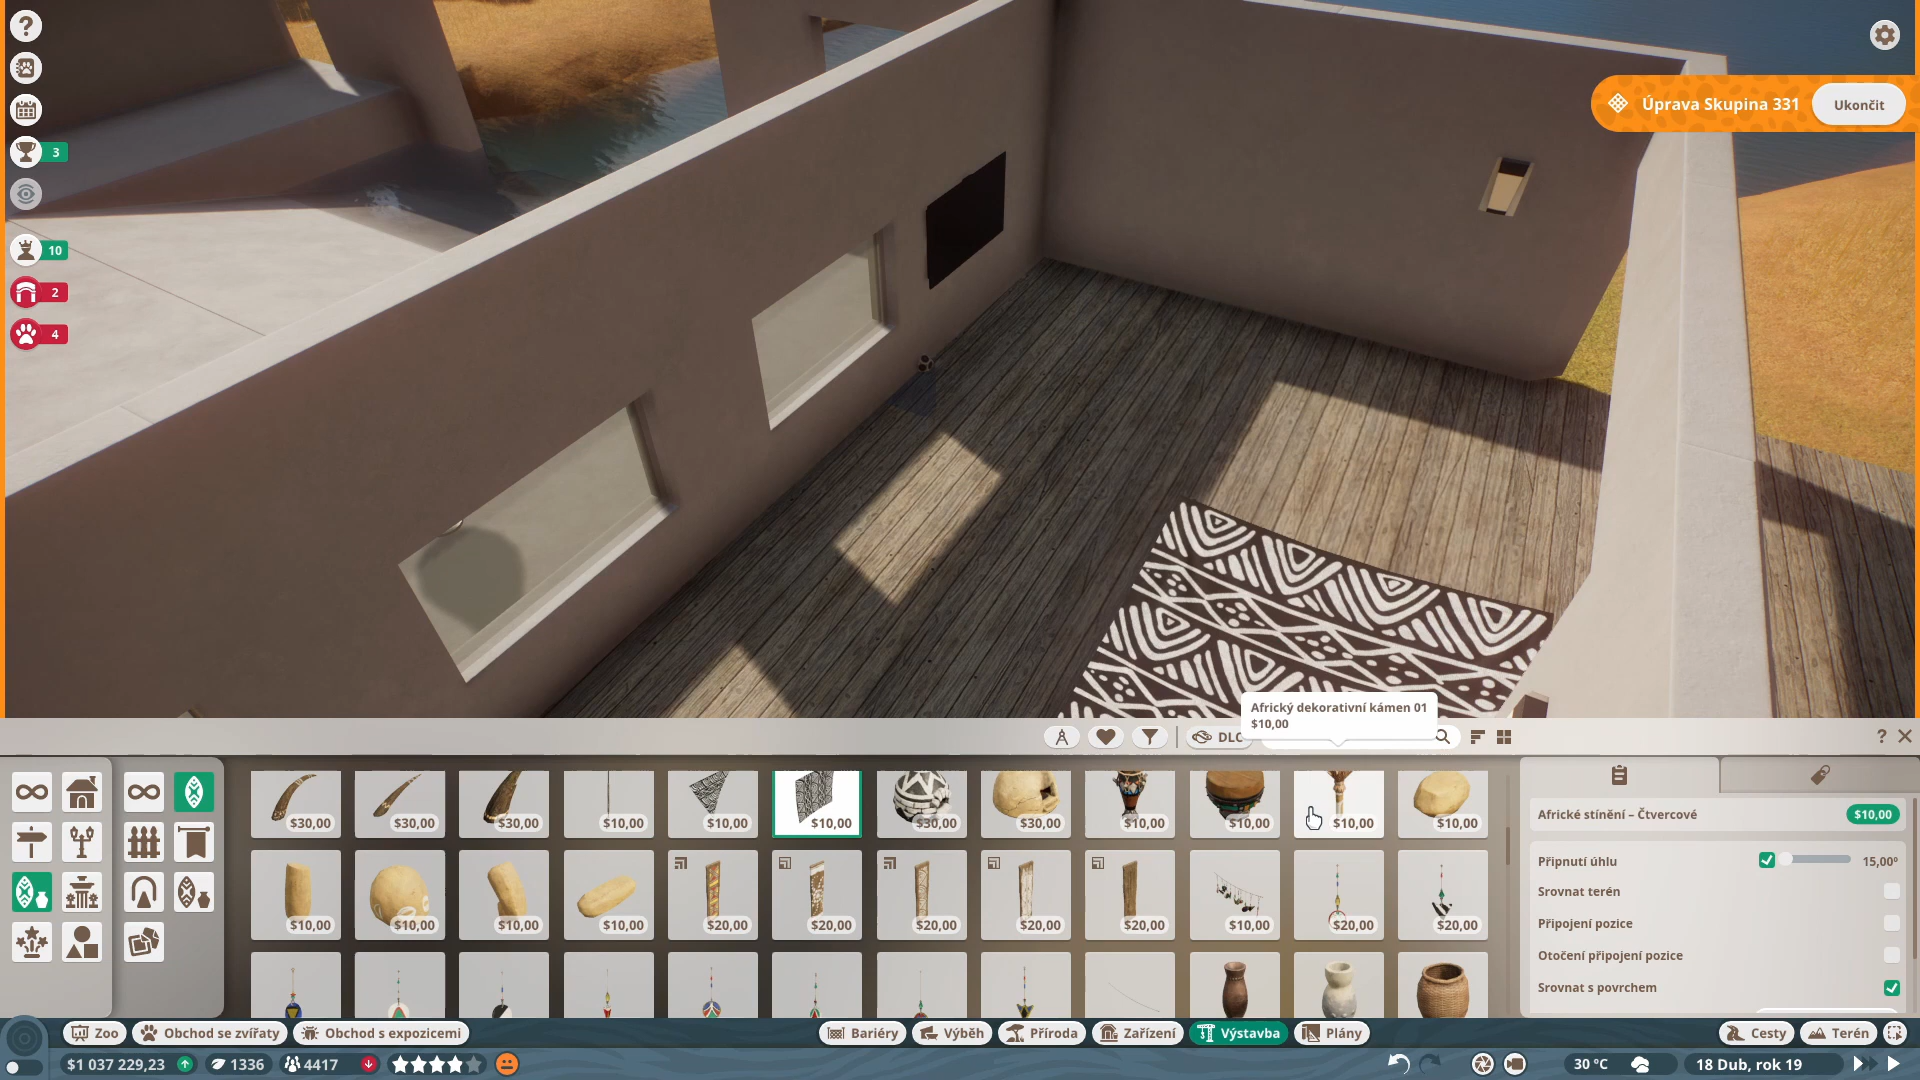 ?
3
10
2
4
Úprava Skupina 331
Ukončit
Africký dekorativní kámen 01
$10,00
DLC
?
$30,00 $30,00 $30,00 $10,00 $10,00 $10,00 $30,00 $30,00 $10,00 $10,00 $10,00 $10,00
$10,00 $10,00 $10,00 $10,00 $20,00 $20,00 $20,00 $20,00 $20,00 $10,00 $20,00 $20,00
Africké stínění – Čtvercové $10,00
Připnutí úhlu 15,00°
Srovnat terén
Připojení pozice
Otočení připojení pozice
Srovnat s povrchem
Zoo Obchod se zvířaty Obchod s expozicemi Bariéry Výběh Příroda Zařízení Výstavba Plány Cesty Terén
$1 037 229,23 1336 4417 30 °C 18 Dub, rok 19